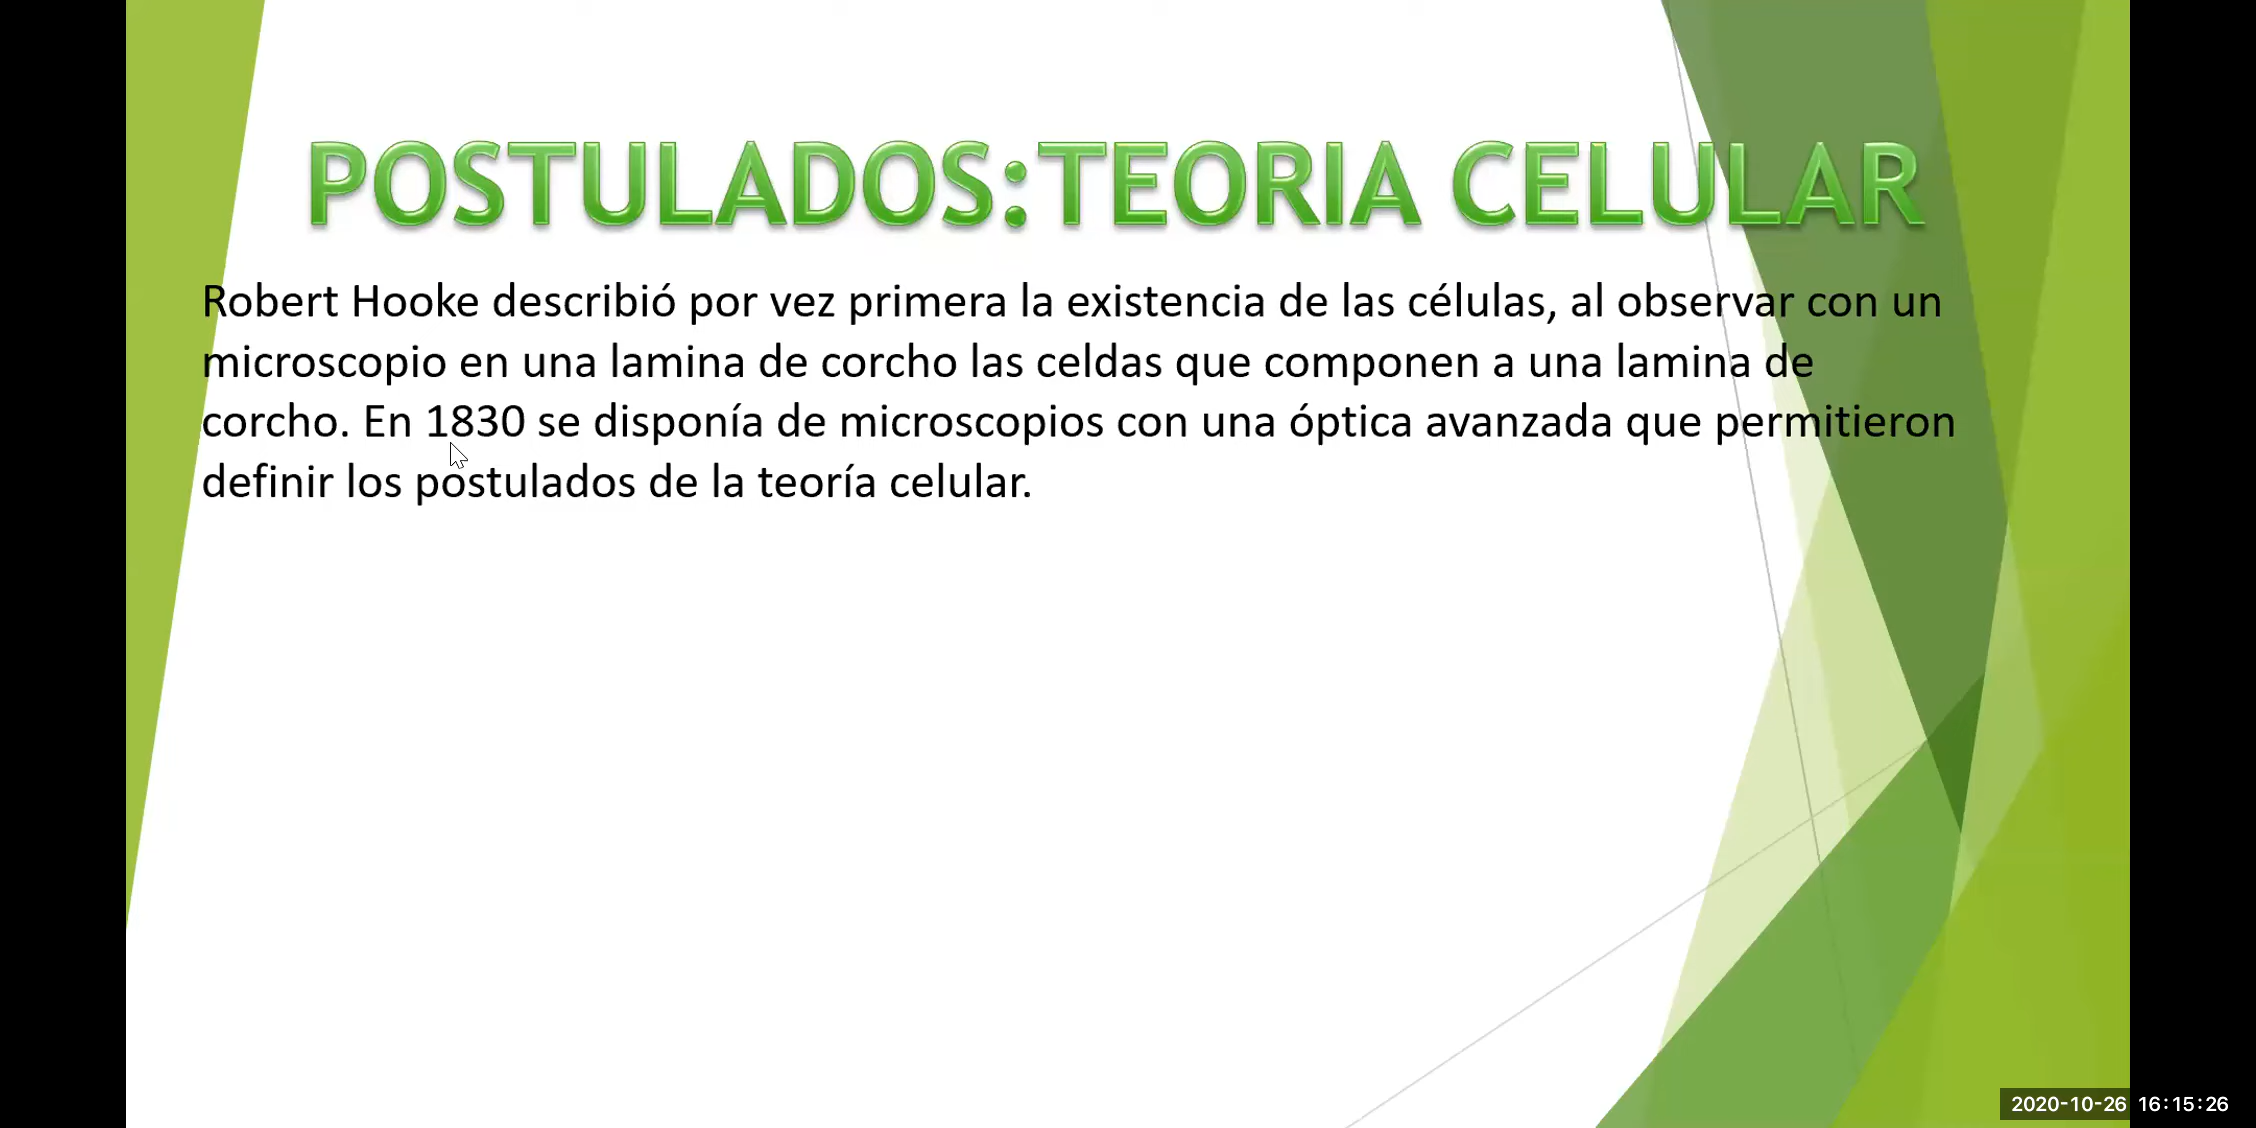 POSTULADOS:TEORIA CELULAR
Robert Hooke describió por vez primera la existencia de las células, al observar con un
microscopio en una lamina de corcho las celdas que componen a una lamina de
corcho. En 1830 se disponía de microscopios con una óptica avanzada que permitieron
definir los postulados de la teoría celular.
2020-10-26 16:15:26